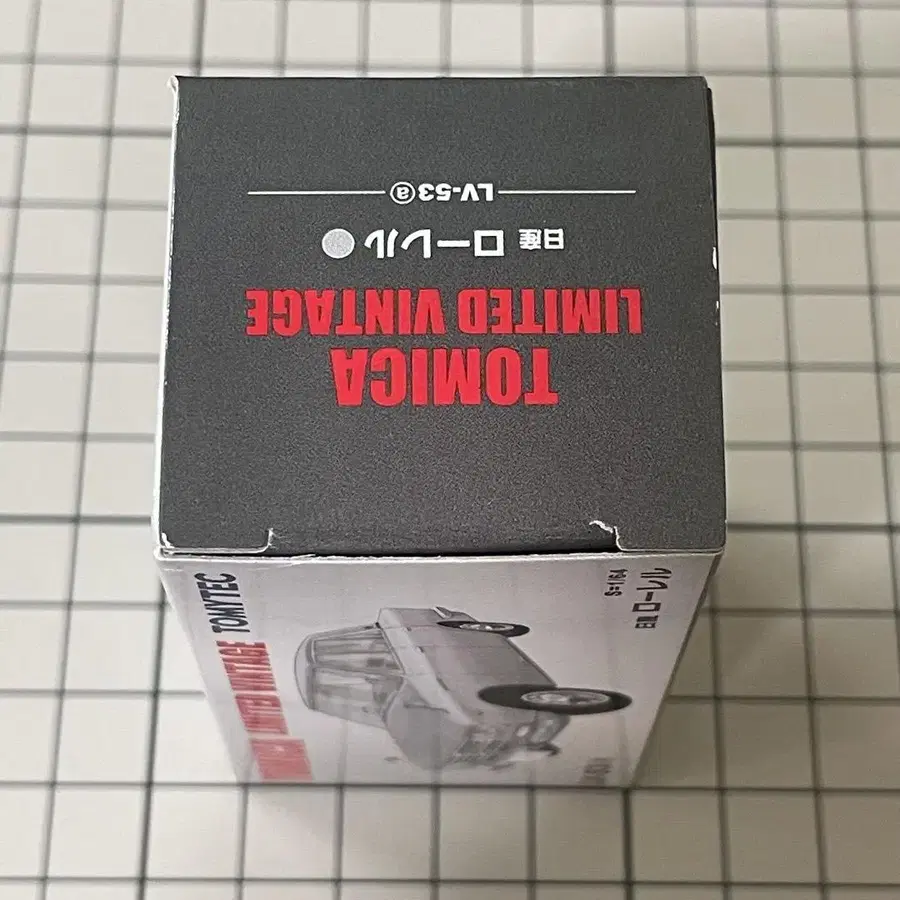 TOMICA
LIMITED VINTAGE
日産 ローレル
LV-53ⓐ
LIMITED VINTAGE TOMYTEC
S=1/64
日産 ローレル